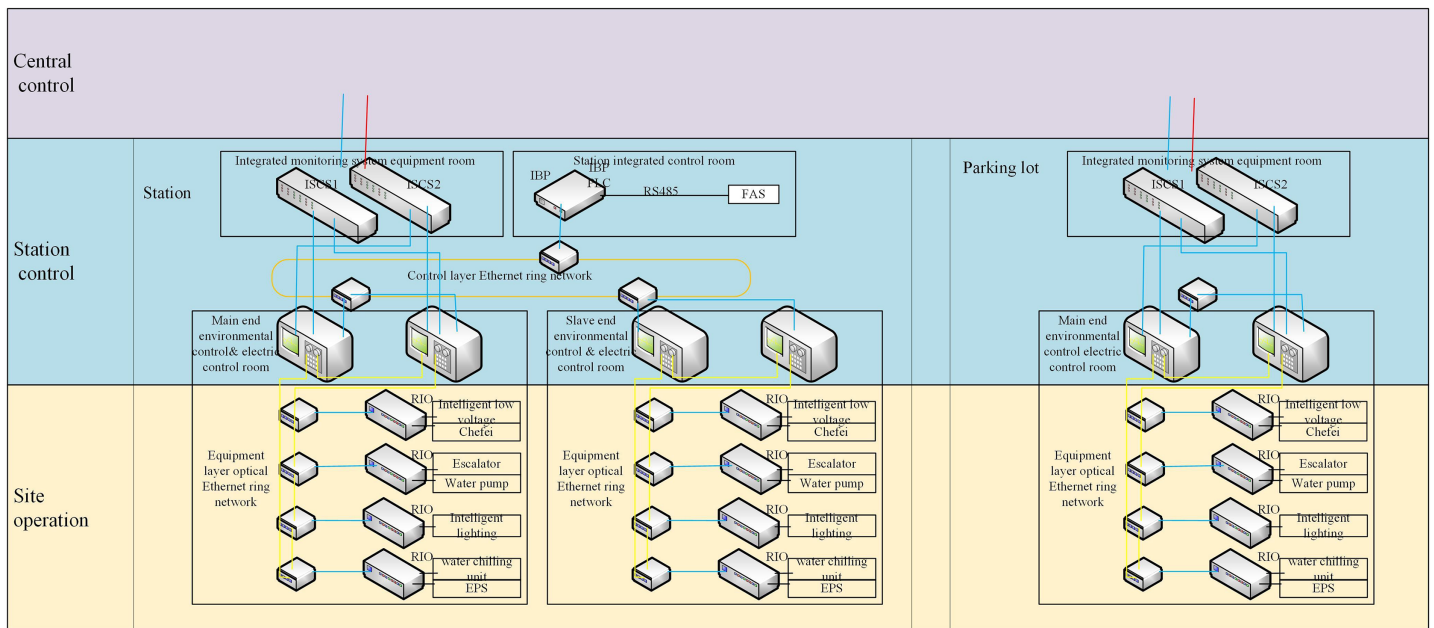 Central
control
Station
control
Site
operation
Station
Integrated monitoring system equipment room
ISCS1
ISCS2
Station integrated control room
IBP
IBP
PLC
RS485
FAS
Control layer Ethernet ring network
Main end
environmental
control& electric
control room
Slave end
environmental
control & electric
control room
Equipment
layer optical
Ethernet ring
network
RIO
Intelligent low
voltage
Chefei
RIO
Escalator
Water pump
RIO
Intelligent
lighting
RIO
water chilling
unit
EPS
Equipment
layer optical
Ethernet ring
network
RIO
Intelligent low
voltage
Chefei
RIO
Escalator
Water pump
RIO
Intelligent
lighting
RIO
water chilling
unit
EPS
Parking lot
Integrated monitoring system equipment room
ISCS1
ISCS2
Main end
environmental
control electric
control room
Equipment
layer optical
Ethernet ring
network
RIO
Intelligent low
voltage
Chefei
RIO
Escalator
Water pump
RIO
Intelligent
lighting
RIO
water chilling
unit
EPS